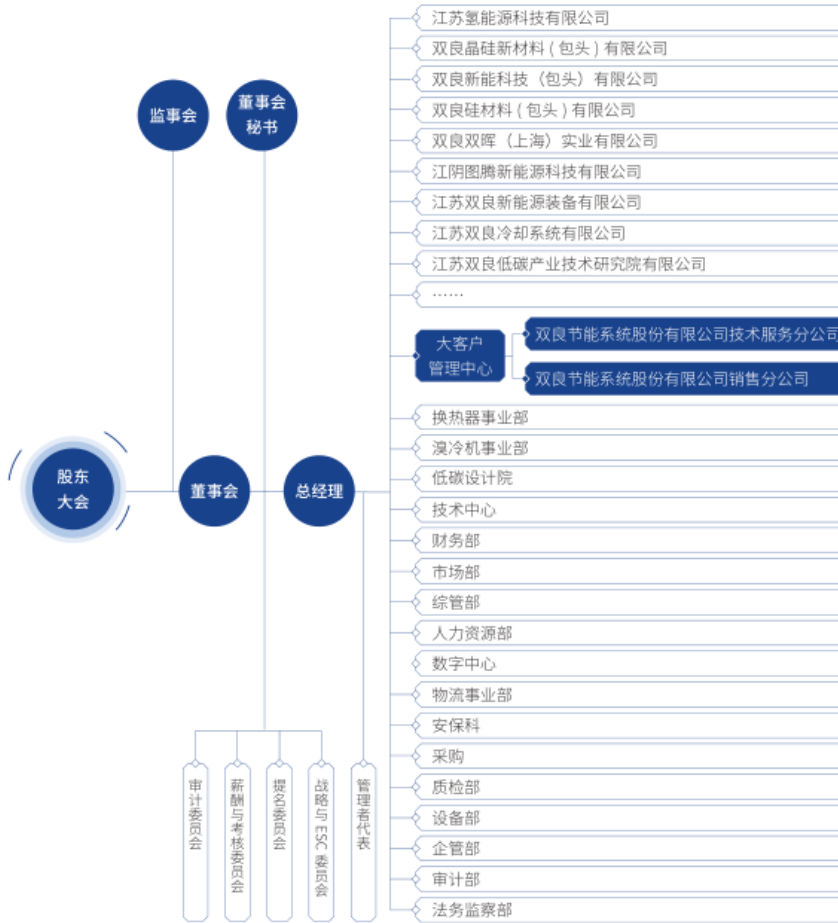 江苏氢能源科技有限公司
双良晶硅新材料 ( 包头 ) 有限公司
双良新能科技（包头）有限公司
双良硅材料 ( 包头 ) 有限公司
双良双晖（上海）实业有限公司
江阴图腾新能源科技有限公司
江苏双良新能源装备有限公司
江苏双良冷却系统有限公司
江苏双良低碳产业技术研究院有限公司
……
监事会
董事会
秘书
大客户
管理中心
双良节能系统股份有限公司技术服务分公司
双良节能系统股份有限公司销售分公司
股东
大会
董事会
总经理
换热器事业部
溴冷机事业部
低碳设计院
技术中心
财务部
市场部
综管部
人力资源部
数字中心
物流事业部
安保科
采购
质检部
设备部
企管部
审计部
法务监察部
审计委员会
薪酬与考核委员会
提名委员会
战略与 ESC 委员会
管理者代表